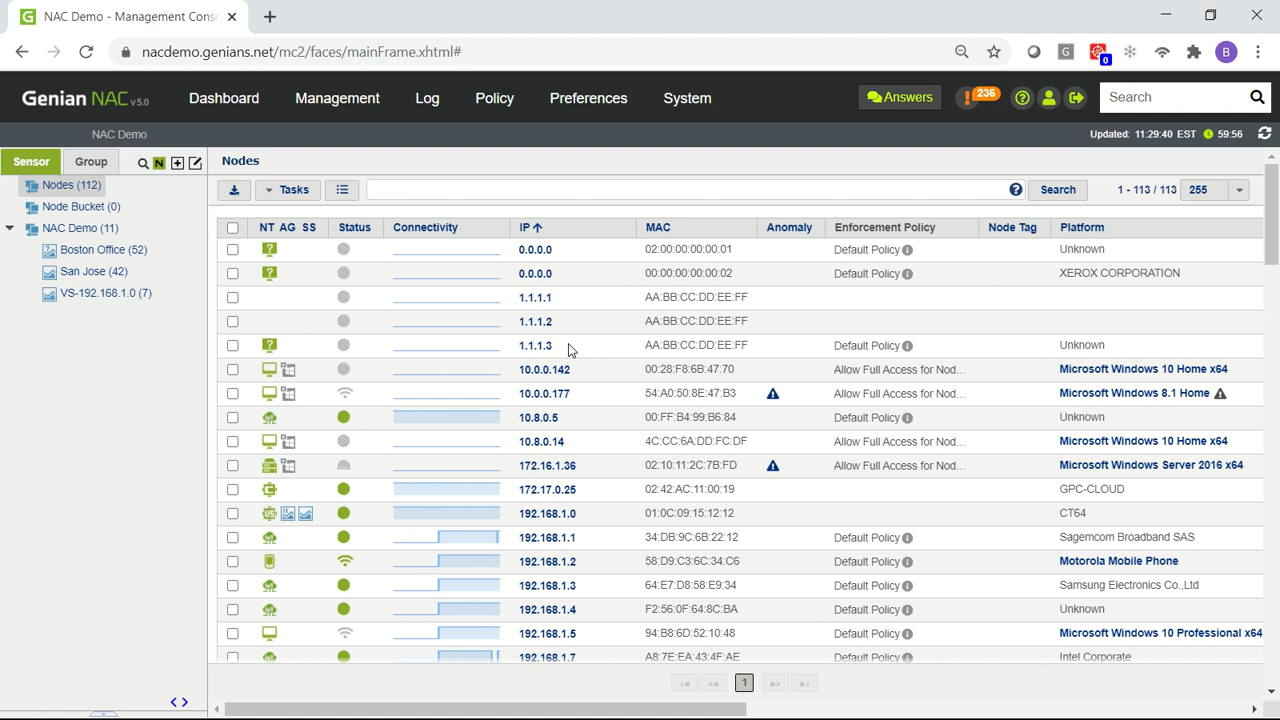 NAC Demo - Management Conso
nacdemo.genians.net/mc2/faces/mainFrame.xhtml#
G
0
B
Genian NAC v5.0
Dashboard
Management
Log
Policy
Preferences
System
Answers
236
Search
NAC Demo
Updated: 11:29:40 EST 59:56
Sensor
Group
N
Nodes
Nodes (112)
Node Bucket (0)
NAC Demo (11)
Boston Office (52)
San Jose (42)
VS-192.168.1.0 (7)
Tasks
Search
1 - 113 / 113
255
NT AG SS Status Connectivity IP MAC Anomaly Enforcement Policy Node Tag Platform
0.0.0.0 02:00:00:00:00:01 Default Policy Unknown
0.0.0.0 00:00:00:00:00:02 Default Policy XEROX CORPORATION
1.1.1.1 AA:BB:CC:DD:EE:FF
1.1.1.2 AA:BB:CC:DD:EE:FF
1.1.1.3 AA:BB:CC:DD:EE:FF Default Policy Unknown
10.0.0.142 00:28:F8:6B:47:70 Allow Full Access for Nod... Microsoft Windows 10 Home x64
10.0.0.177 54:A0:50:8E:47:B3 Allow Full Access for Nod... Microsoft Windows 8.1 Home
10.8.0.5 00:FF:B4:99:B6:84 Default Policy Unknown
10.8.0.14 4C:CC:6A:DD:FC:DF Allow Full Access for Nod... Microsoft Windows 10 Home x64
172.16.1.36 02:10:11:2C:7B:FD Allow Full Access for Nod... Microsoft Windows Server 2016 x64
172.17.0.25 02:42:AC:11:00:19 GPC-CLOUD
192.168.1.0 01:0C:09:15:12:12 CT64
192.168.1.1 34:DB:9C:6B:22:12 Default Policy Sagemcom Broadband SAS
192.168.1.2 58:D9:C3:6C:34:C6 Default Policy Motorola Mobile Phone
192.168.1.3 64:E7:D8:58:E9:34 Default Policy Samsung Electronics Co.,Ltd
192.168.1.4 F2:56:0F:64:8C:BA Default Policy Unknown
192.168.1.5 94:B8:6D:52:10:48 Default Policy Microsoft Windows 10 Professional x64
192.168.1.7 A8:7E:EA:43:4F:AE Default Policy Intel Corporate
1